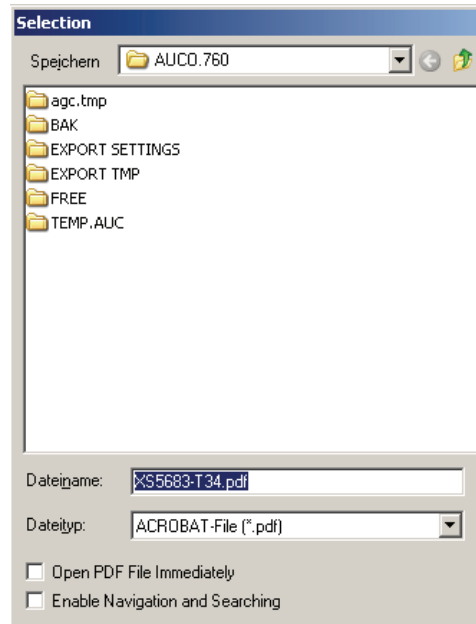 Selection
Speichern AUCO.760
agc.tmp
BAK
EXPORT SETTINGS
EXPORT TMP
FREE
TEMP.AUC
Dateiname: XS5683-T34.pdf
Dateityp: ACROBAT-File (*.pdf)
Open PDF File Immediately
Enable Navigation and Searching